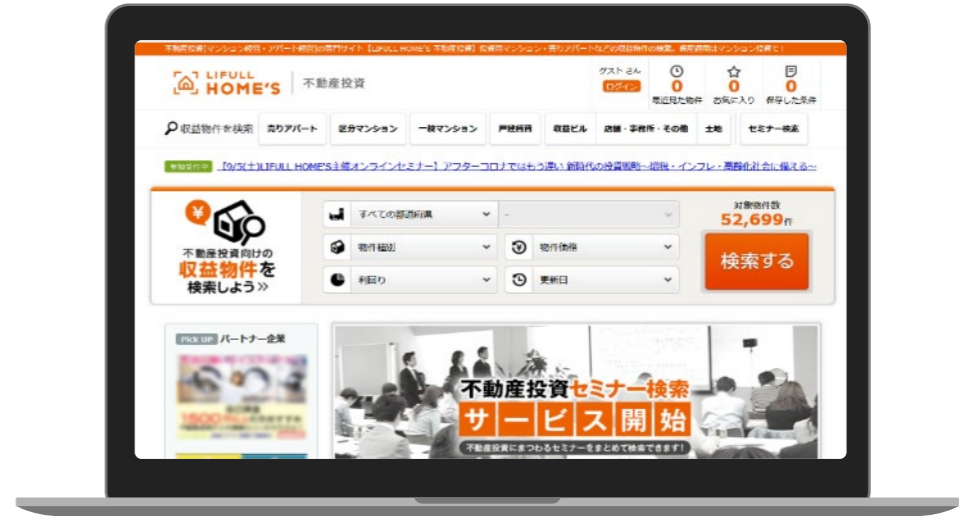 不動産投資[マンション経営・アパート経営]の専門サイト【LIFULL HOME'S 不動産投資】投資用マンション・売りアパートなどの収益物件の検索、資産運用はマンション投資で！
LIFULL
HOME'S
不動産投資
ゲスト さん
ログイン
0
最近見た物件
0
お気に入り
0
保存した条件
収益物件を検索
売りアパート
区分マンション
一棟マンション
戸建賃貸
収益ビル
店舗・事務所・その他
土地
セミナー検索
参加受付中
【9/5(土)LIFULL HOME'S主催オンラインセミナー】アフターコロナではもう遅い 新時代の投資戦略～増税・インフレ・高齢化社会に備える～
不動産投資向けの
収益物件を
検索しよう»
すべての都道府県
-
物件種別
物件価格
利回り
更新日
対象物件数
52,699件
検索する
Pick UP パートナー企業
1500
不動産投資セミナー検索
サービス開始
不動産投資にまつわるセミナーをまとめて検索できます!